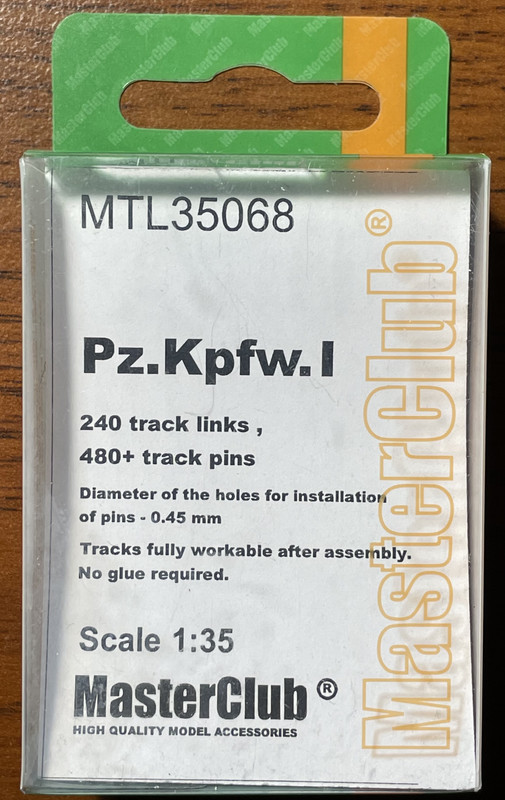 MasterClub
MTL35068
Pz.Kpfw.I
240 track links ,
480+ track pins
Diameter of the holes for installation
of pins - 0.45 mm
Tracks fully workable after assembly.
No glue required.
Scale 1:35
MasterClub ®
HIGH QUALITY MODEL ACCESSORIES
MasterClub ®